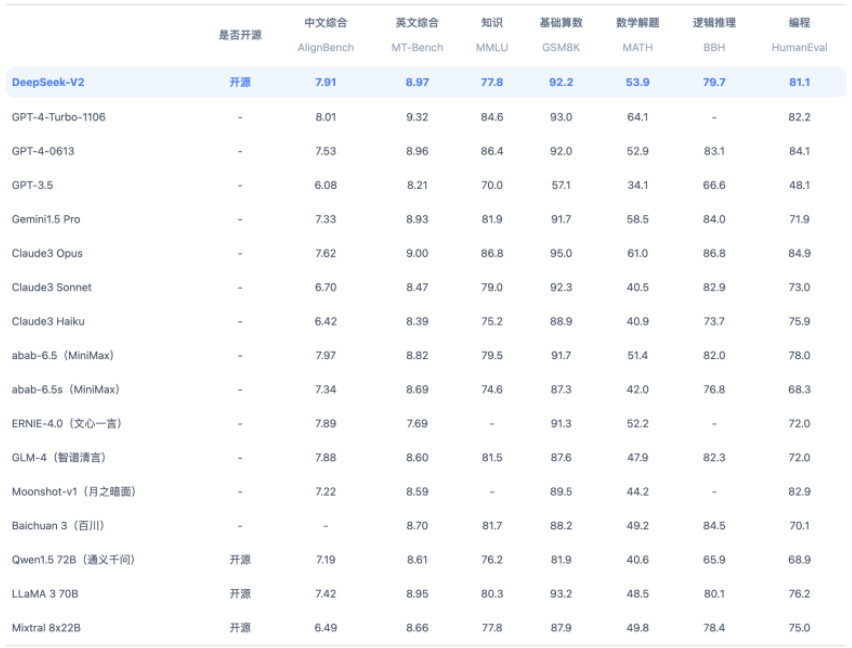 是否开源 中文综合 英文综合 知识 基础算数 数学解题 逻辑推理 编程
AlignBench MT-Bench MMLU GSM8K MATH BBH HumanEval
DeepSeek-V2 开源 7.91 8.97 77.8 92.2 53.9 79.7 81.1
GPT-4-Turbo-1106 - 8.01 9.32 84.6 93.0 64.1 - 82.2
GPT-4-0613 - 7.53 8.96 86.4 92.0 52.9 83.1 84.1
GPT-3.5 - 6.08 8.21 70.0 57.1 34.1 66.6 48.1
Gemini1.5 Pro - 7.33 8.93 81.9 91.7 58.5 84.0 71.9
Claude3 Opus - 7.62 9.00 86.8 95.0 61.0 86.8 84.9
Claude3 Sonnet - 6.70 8.47 79.0 92.3 40.5 82.9 73.0
Claude3 Haiku - 6.42 8.39 75.2 88.9 40.9 73.7 75.9
abab-6.5（MiniMax） - 7.97 8.82 79.5 91.7 51.4 82.0 78.0
abab-6.5s（MiniMax） - 7.34 8.69 74.6 87.3 42.0 76.8 68.3
ERNIE-4.0（文心一言） - 7.89 7.69 - 91.3 52.2 - 72.0
GLM-4（智谱清言） - 7.88 8.60 81.5 87.6 47.9 82.3 72.0
Moonshot-v1（月之暗面） - 7.22 8.59 - 89.5 44.2 - 82.9
Baichuan 3（百川） - - 8.70 81.7 88.2 49.2 84.5 70.1
Qwen1.5 72B（通义千问） 开源 7.19 8.61 76.2 81.9 40.6 65.9 68.9
LLaMA 3 70B 开源 7.42 8.95 80.3 93.2 48.5 80.1 76.2
Mixtral 8x22B 开源 6.49 8.66 77.8 87.9 49.8 78.4 75.0